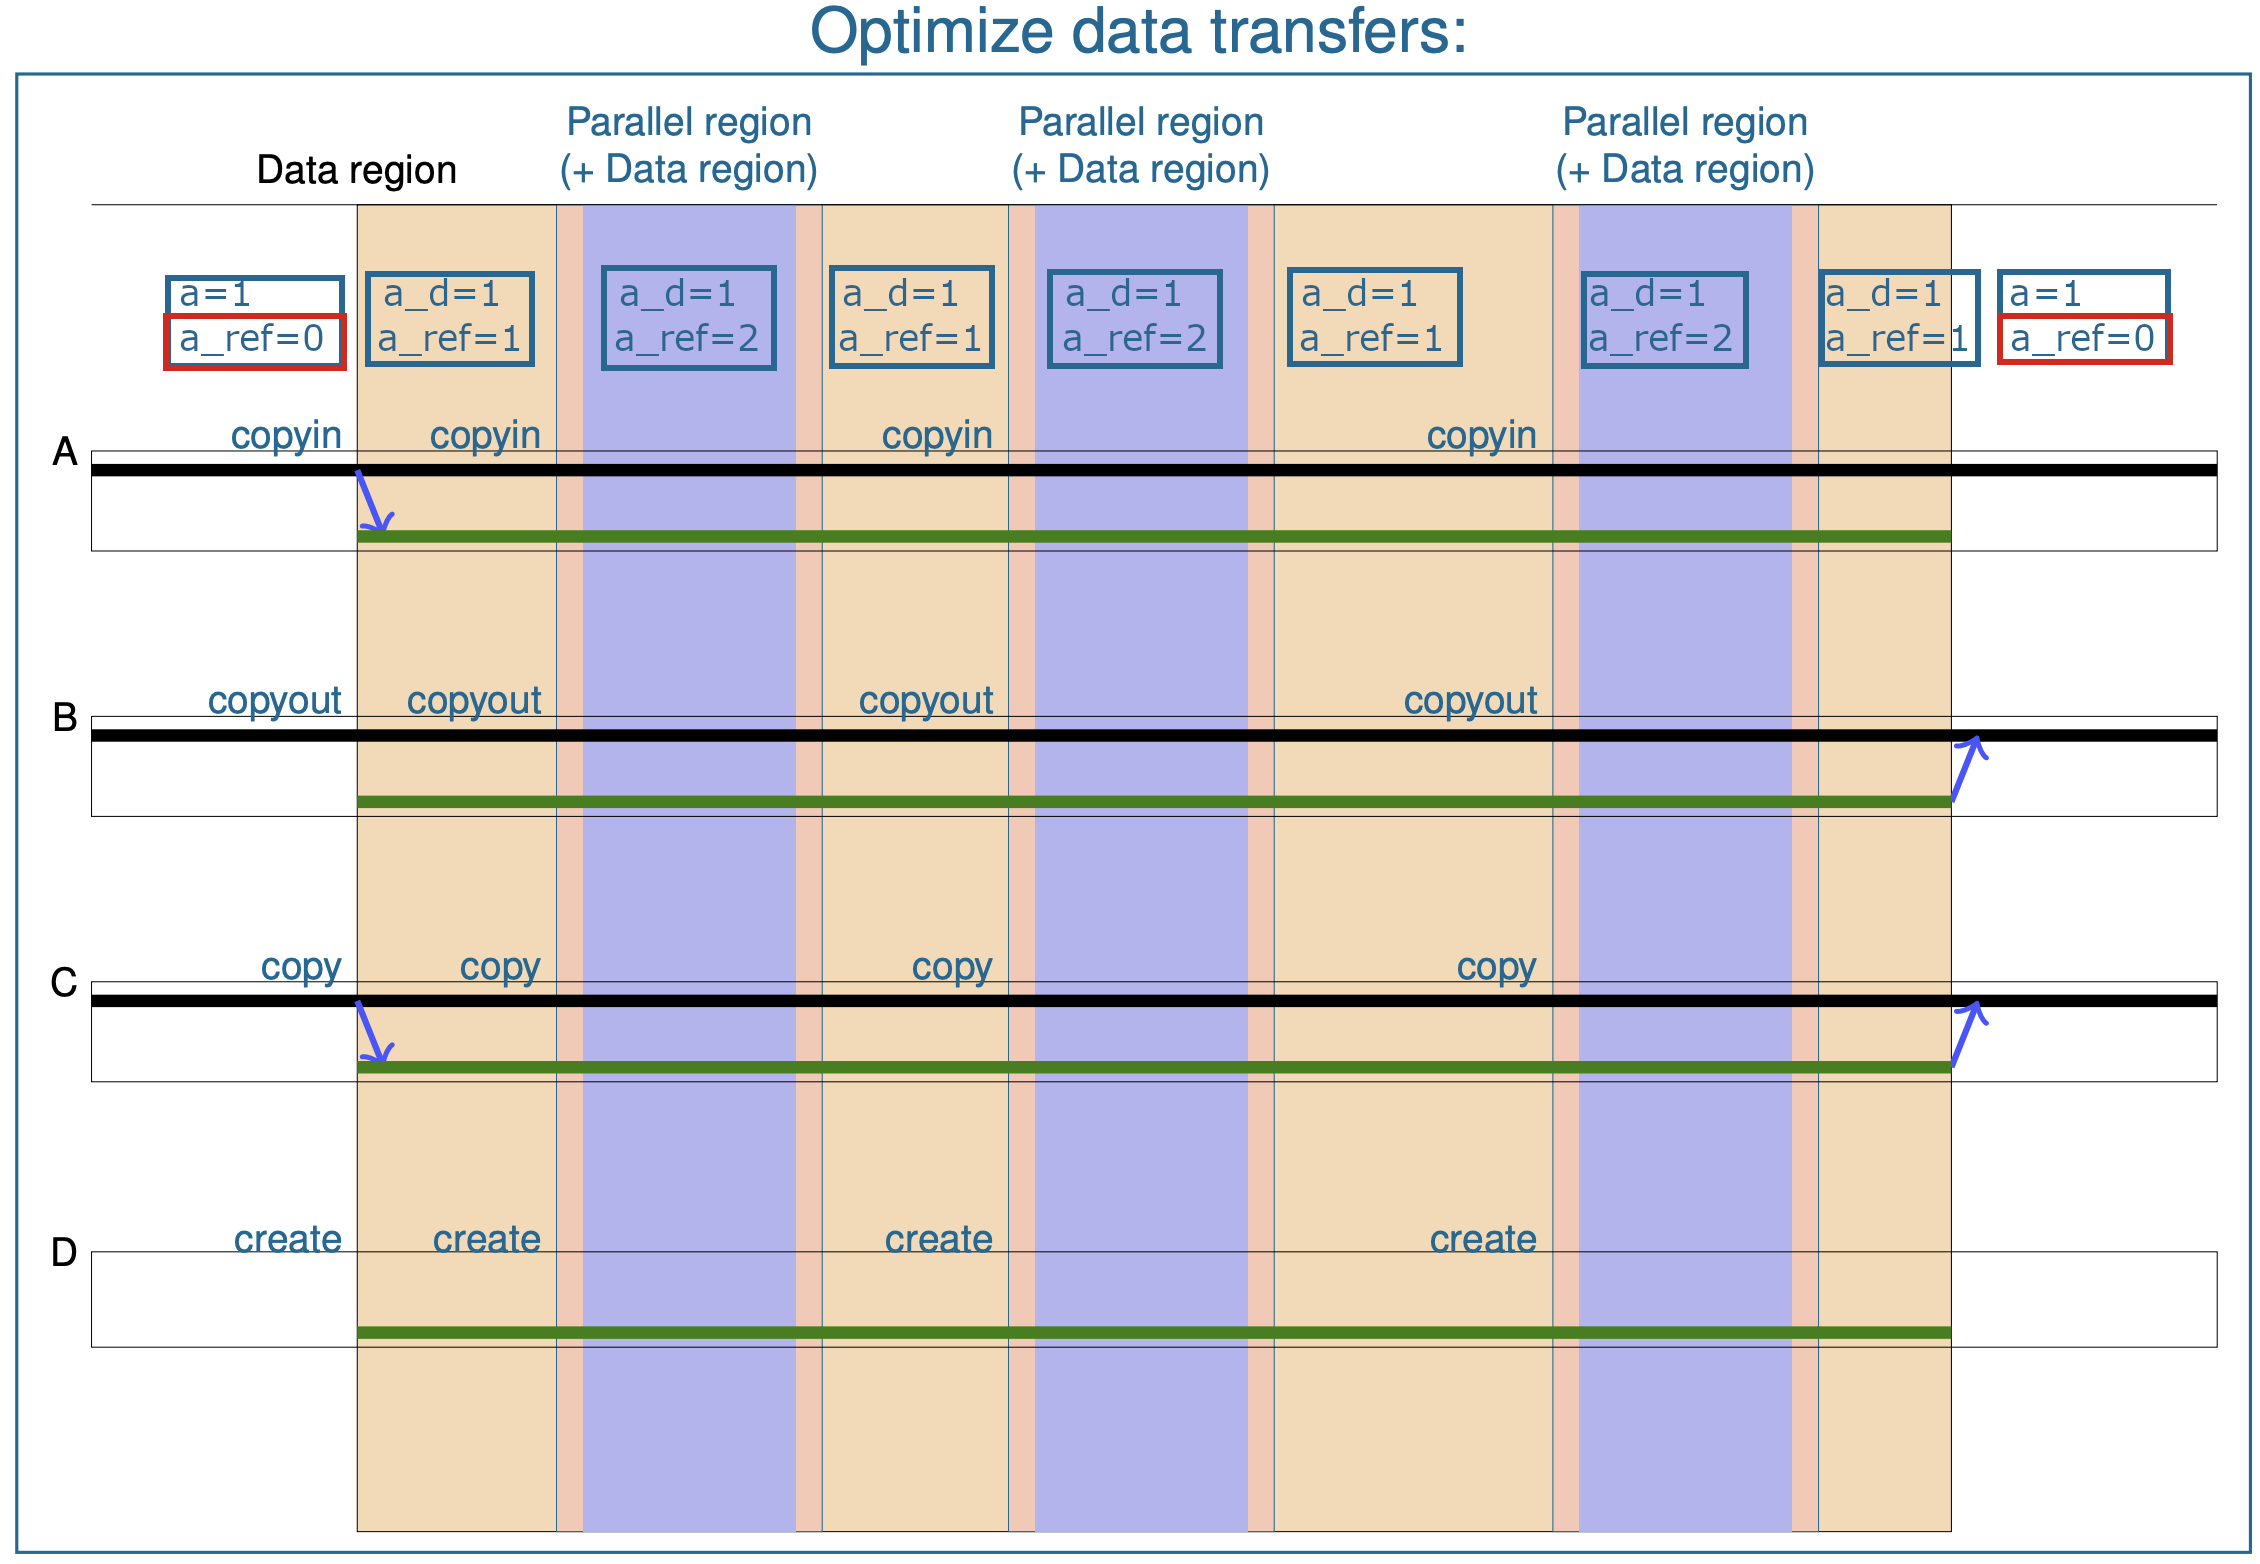 Optimize data transfers:
Parallel region Parallel region Parallel region
Data region (+ Data region) (+ Data region) (+ Data region)
a=1 a_d=1 a_d=1 a_d=1 a_d=1 a_d=1 a_d=1 a_d=1 a=1
a_ref=0 a_ref=1 a_ref=2 a_ref=1 a_ref=2 a_ref=1 a_ref=2 a_ref=1 a_ref=0
A copyin copyin copyin copyin
B copyout copyout copyout copyout
C copy copy copy copy
D create create create create